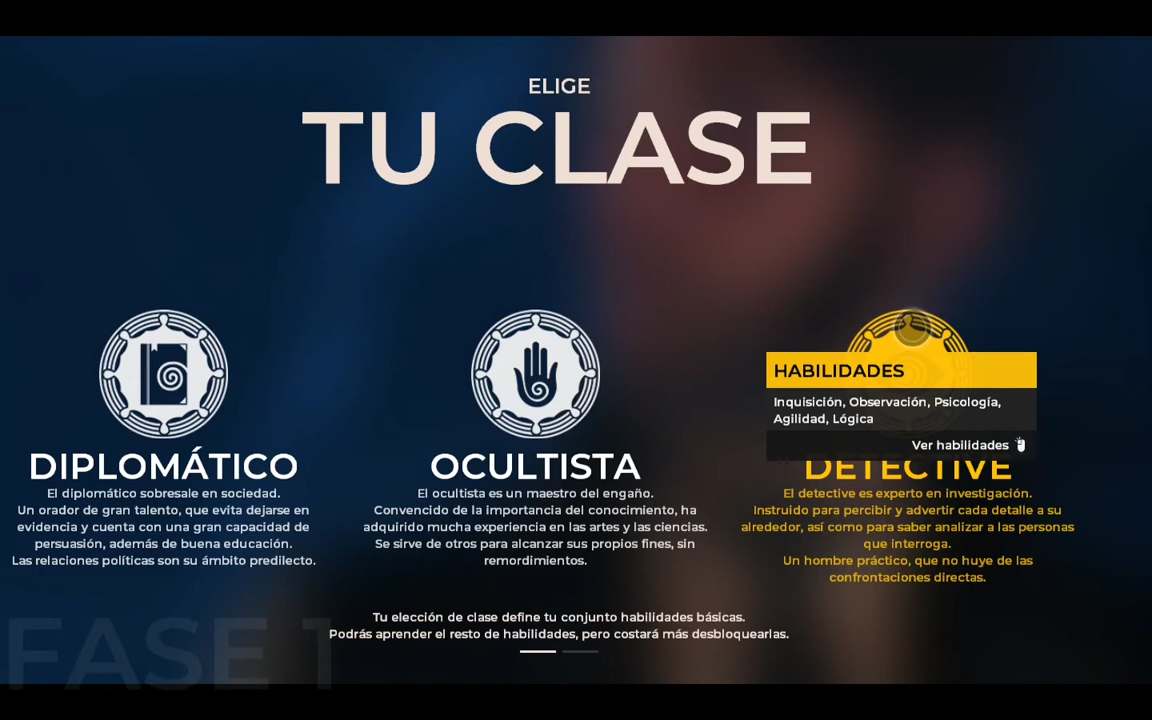 ELIGE
TU CLASE
HABILIDADES
Inquisición, Observación, Psicología,
Agilidad, Lógica
Ver habilidades
DIPLOMÁTICO
El diplomático sobresale en sociedad.
Un orador de gran talento, que evita dejarse en
evidencia y cuenta con una gran capacidad de
persuasión, además de buena educación.
Las relaciones políticas son su ámbito predilecto.
OCULTISTA
El ocultista es un maestro del engaño.
Convencido de la importancia del conocimiento, ha
adquirido mucha experiencia en las artes y las ciencias.
Se sirve de otros para alcanzar sus propios fines, sin
remordimientos.
DETECTIVE
El detective es experto en investigación.
Instruido para percibir y advertir cada detalle a su
alrededor, así como para saber analizar a las personas
que interroga.
Un hombre práctico, que no huye de las
confrontaciones directas.
Tu elección de clase define tu conjunto habilidades básicas.
Podrás aprender el resto de habilidades, pero costará más desbloquearlas.
FASE 1